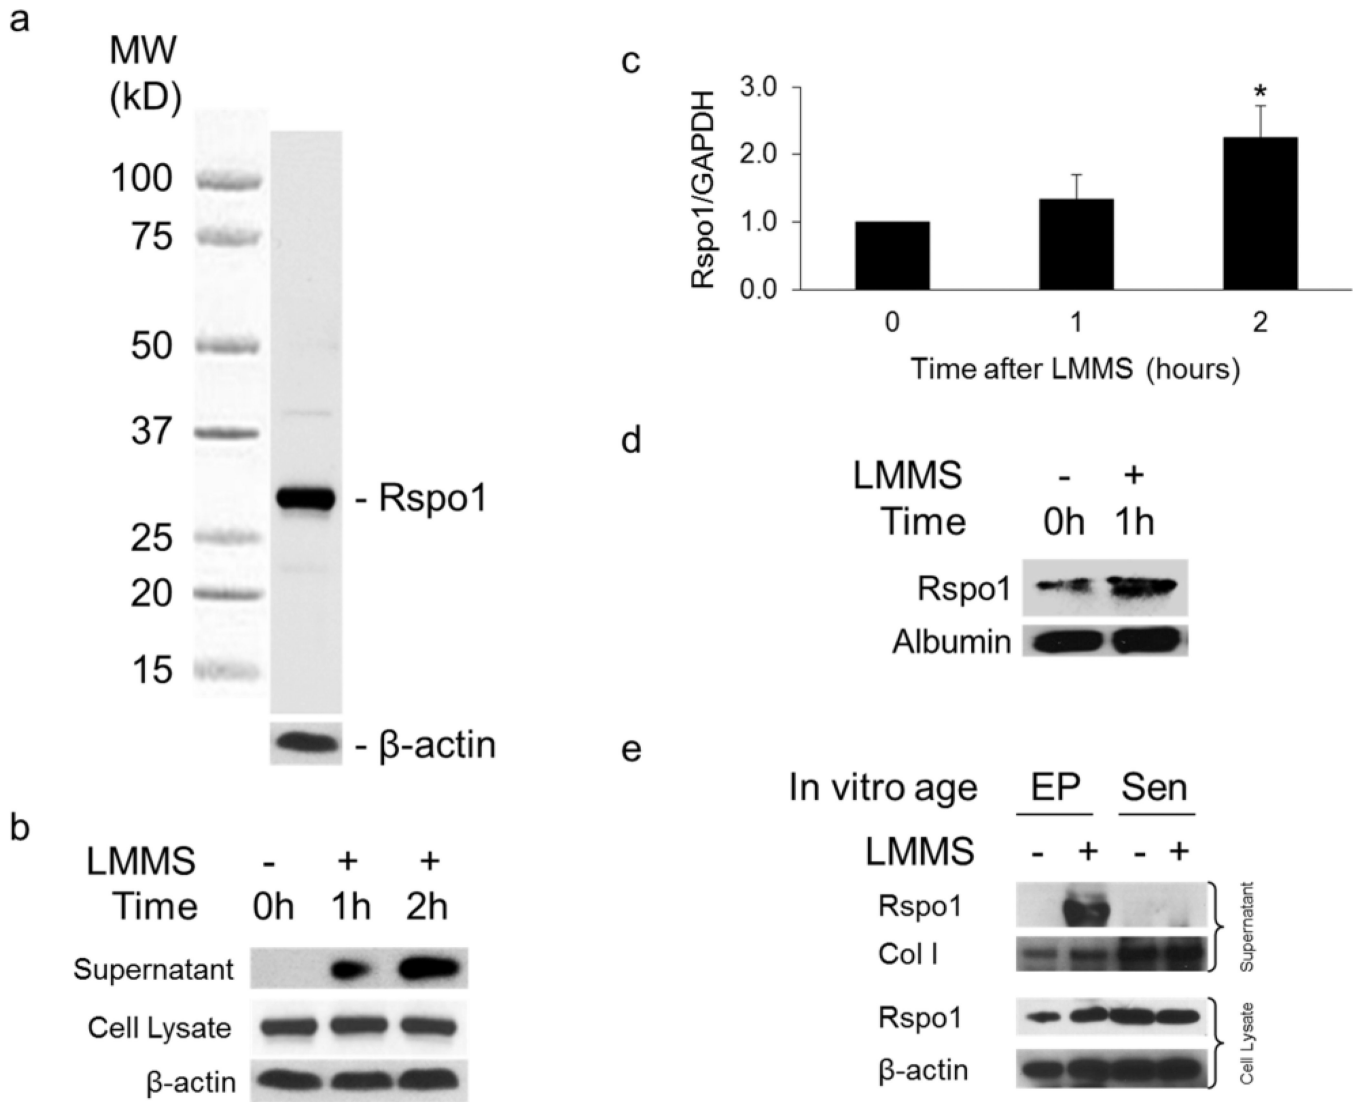 a
MW
(kD)
100
75
50
37
25
20
15
- Rspo1
- β-actin
b
LMMS - + +
Time 0h 1h 2h
Supernatant
Cell Lysate
β-actin
c
Rspo1/GAPDH
3.0
2.0
1.0
0.0
*
0 1 2
Time after LMMS (hours)
d
LMMS - +
Time 0h 1h
Rspo1
Albumin
e
In vitro age EP Sen
LMMS - + - +
Rspo1
Col I
Supernatant
Rspo1
β-actin
Cell Lysate